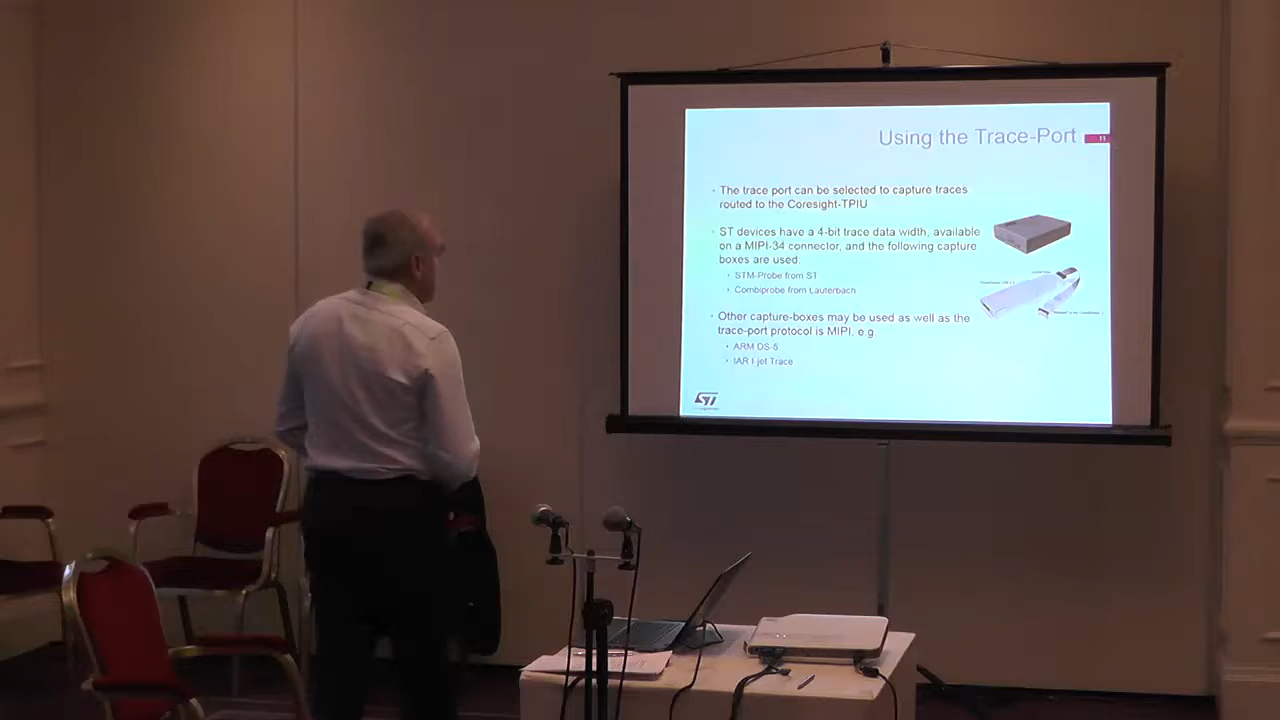 Using the Trace-Port
11
The trace port can be selected to capture traces
routed to the Coresight-TPIU
ST devices have a 4-bit trace data width, available
on a MIPI-34 connector, and the following capture
boxes are used.
STM-Probe from ST
Combiprobe from Lauterbach
Other capture-boxes may be used as well as the
trace-port protocol is MIPI, e.g.
ARM DS-5
IAR I jet Trace
ST